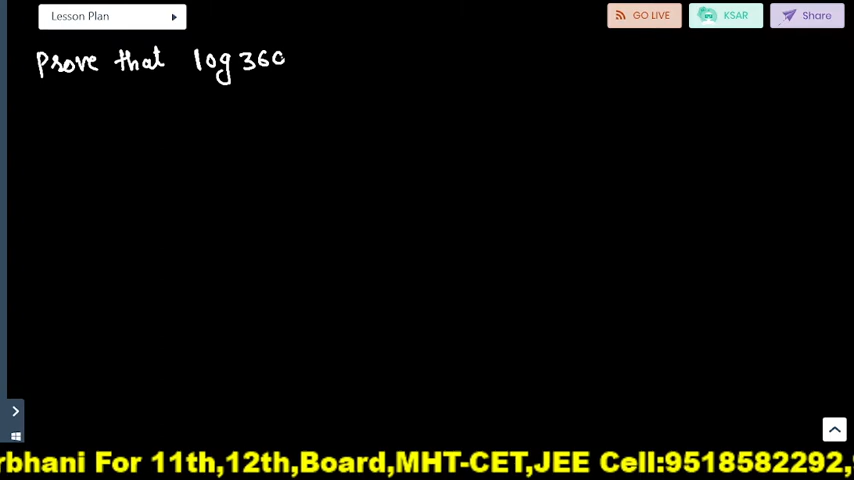 Lesson Plan
GO LIVE
KSAR
Share
Prove that log 360
rbhani For 11th,12th,Board,MHT-CET,JEE Cell:9518582292,